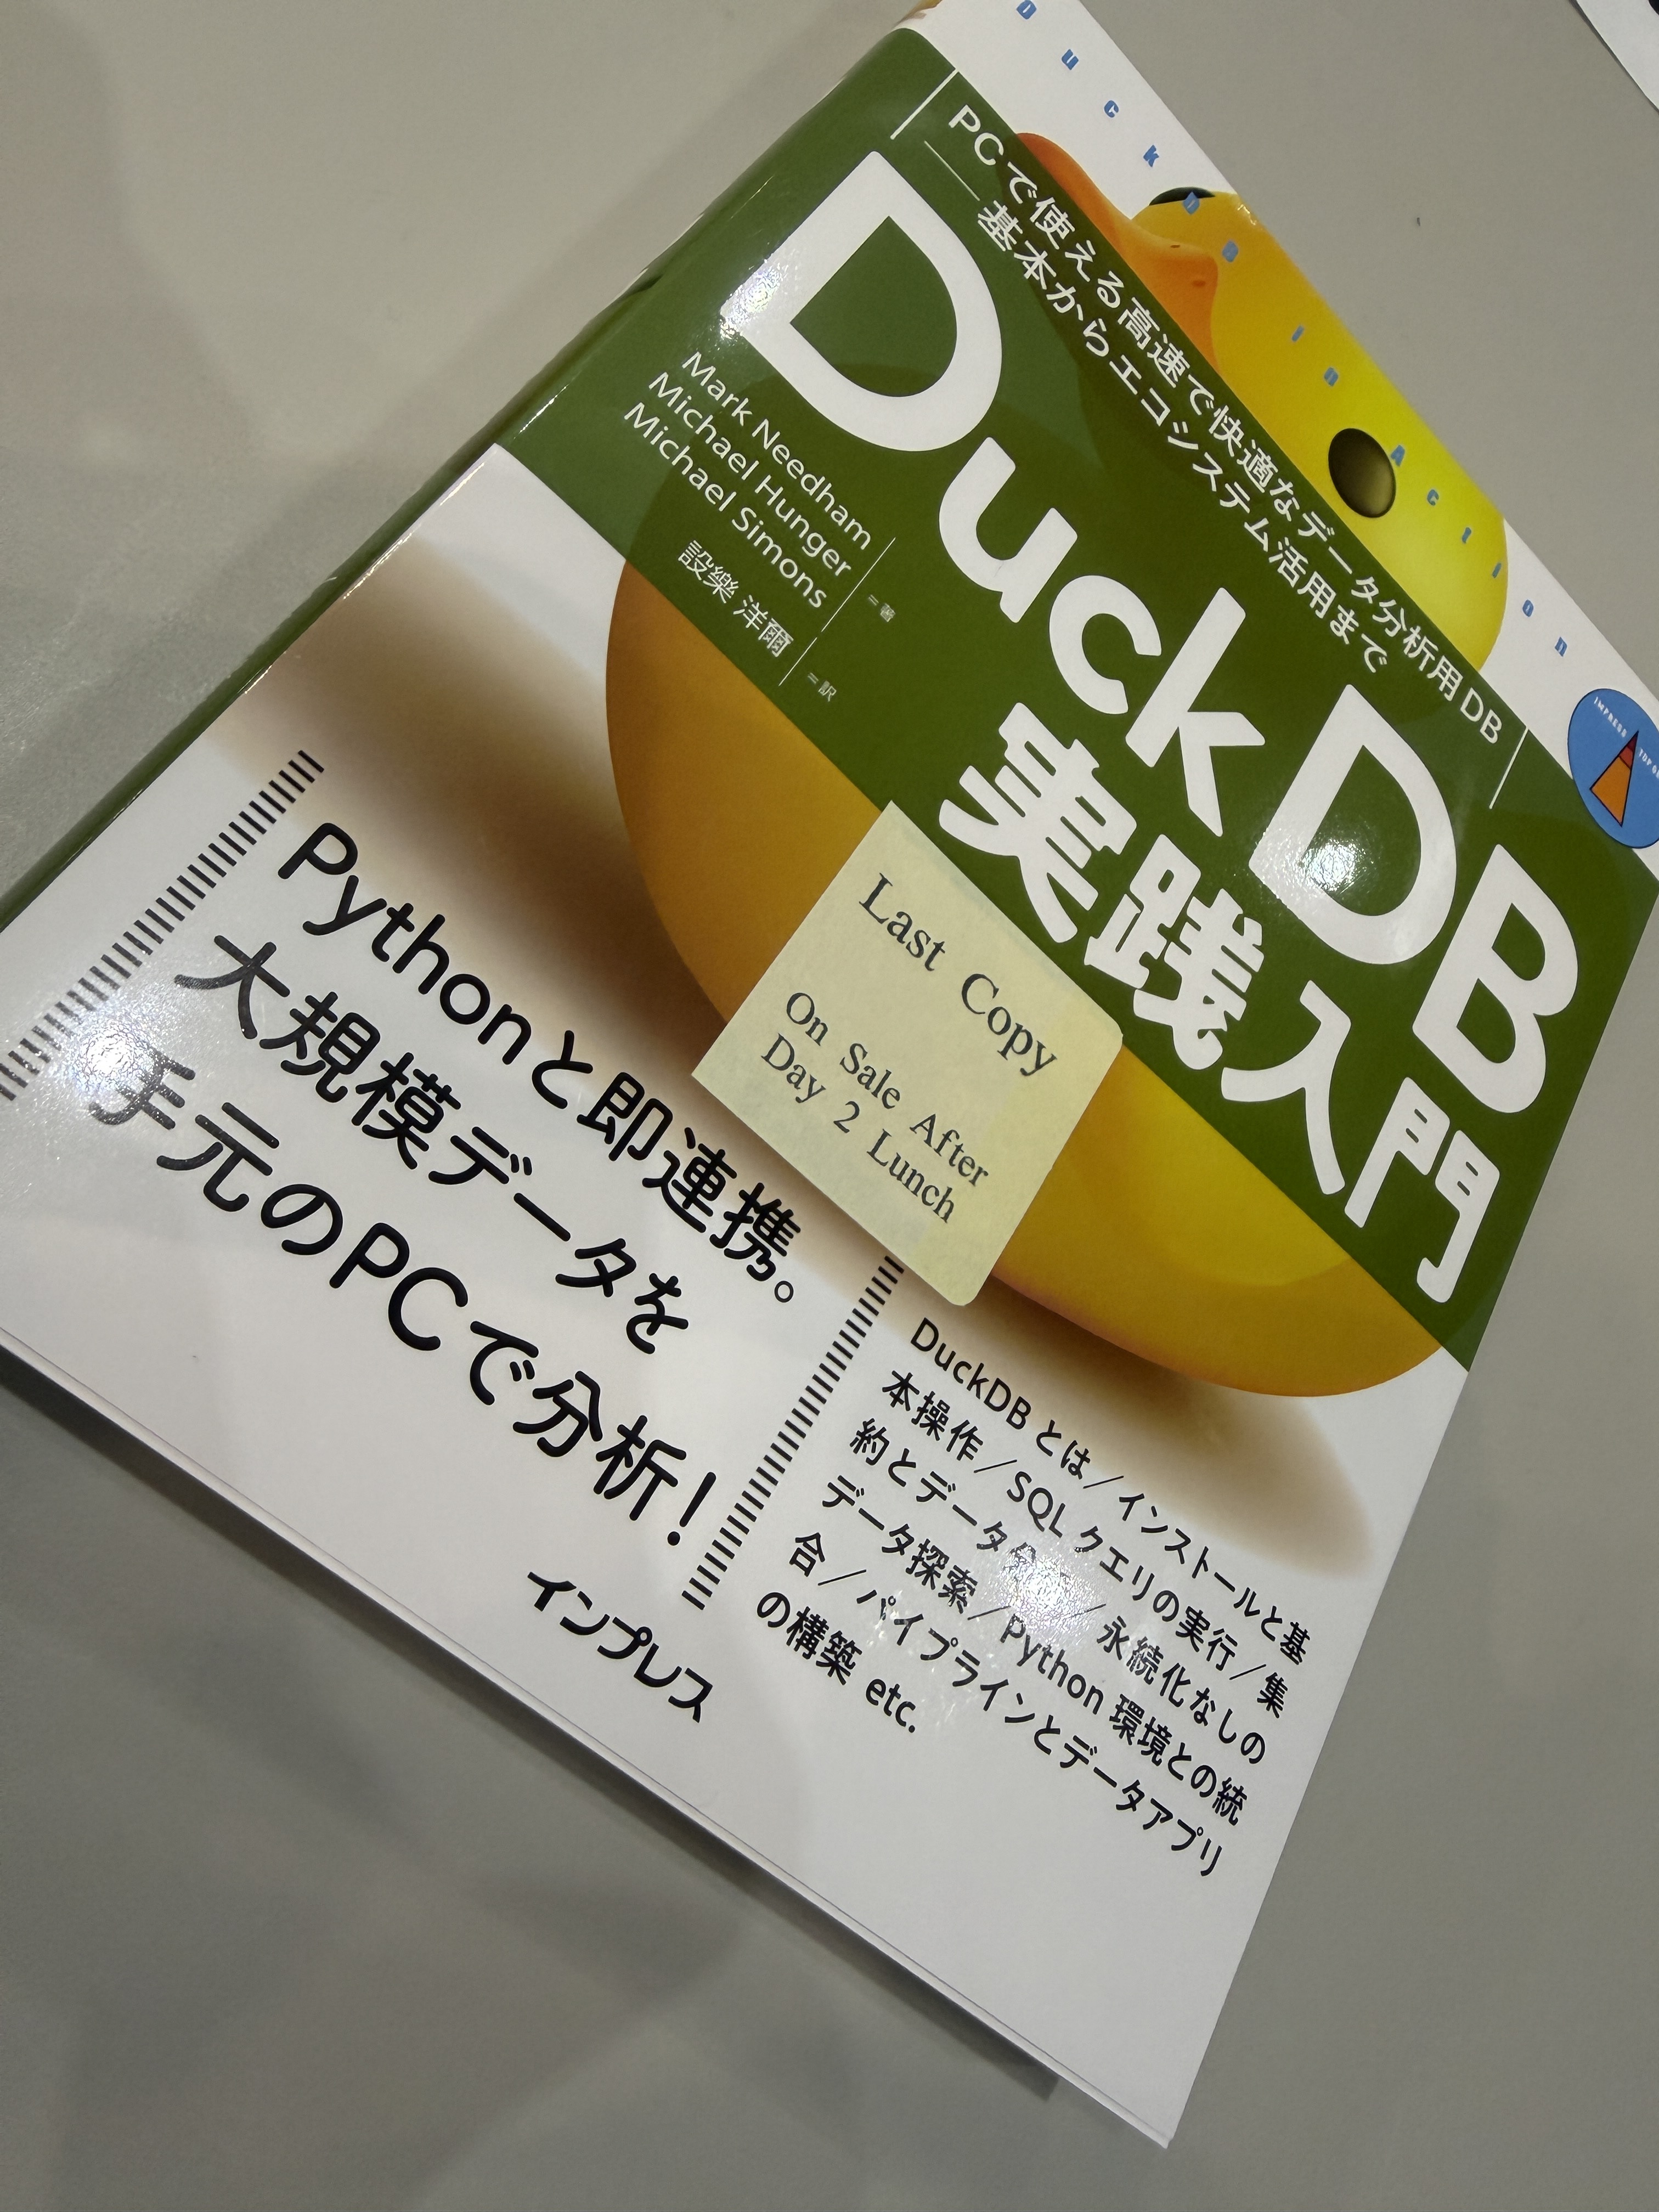 DuckDB in Action
PCで使える高速で快適なデータ分析用DB
基本からエコシステム活用まで
DuckDB
実践入門
Mark Needham
Michael Hunger
Michael Simons
=著
設樂 洋爾
=訳
IMPRESS
Last Copy
On Sale After
Day 2 Lunch
Pythonと即連携。
大規模データを
手元のPCで分析!
DuckDBとは/インストールと基
本操作/SQLクエリの実行/集
約とデータ分析/永続化なしの
データ探索/Python環境との統
合/パイプラインとデータアプリ
の構築 etc.
インプレス